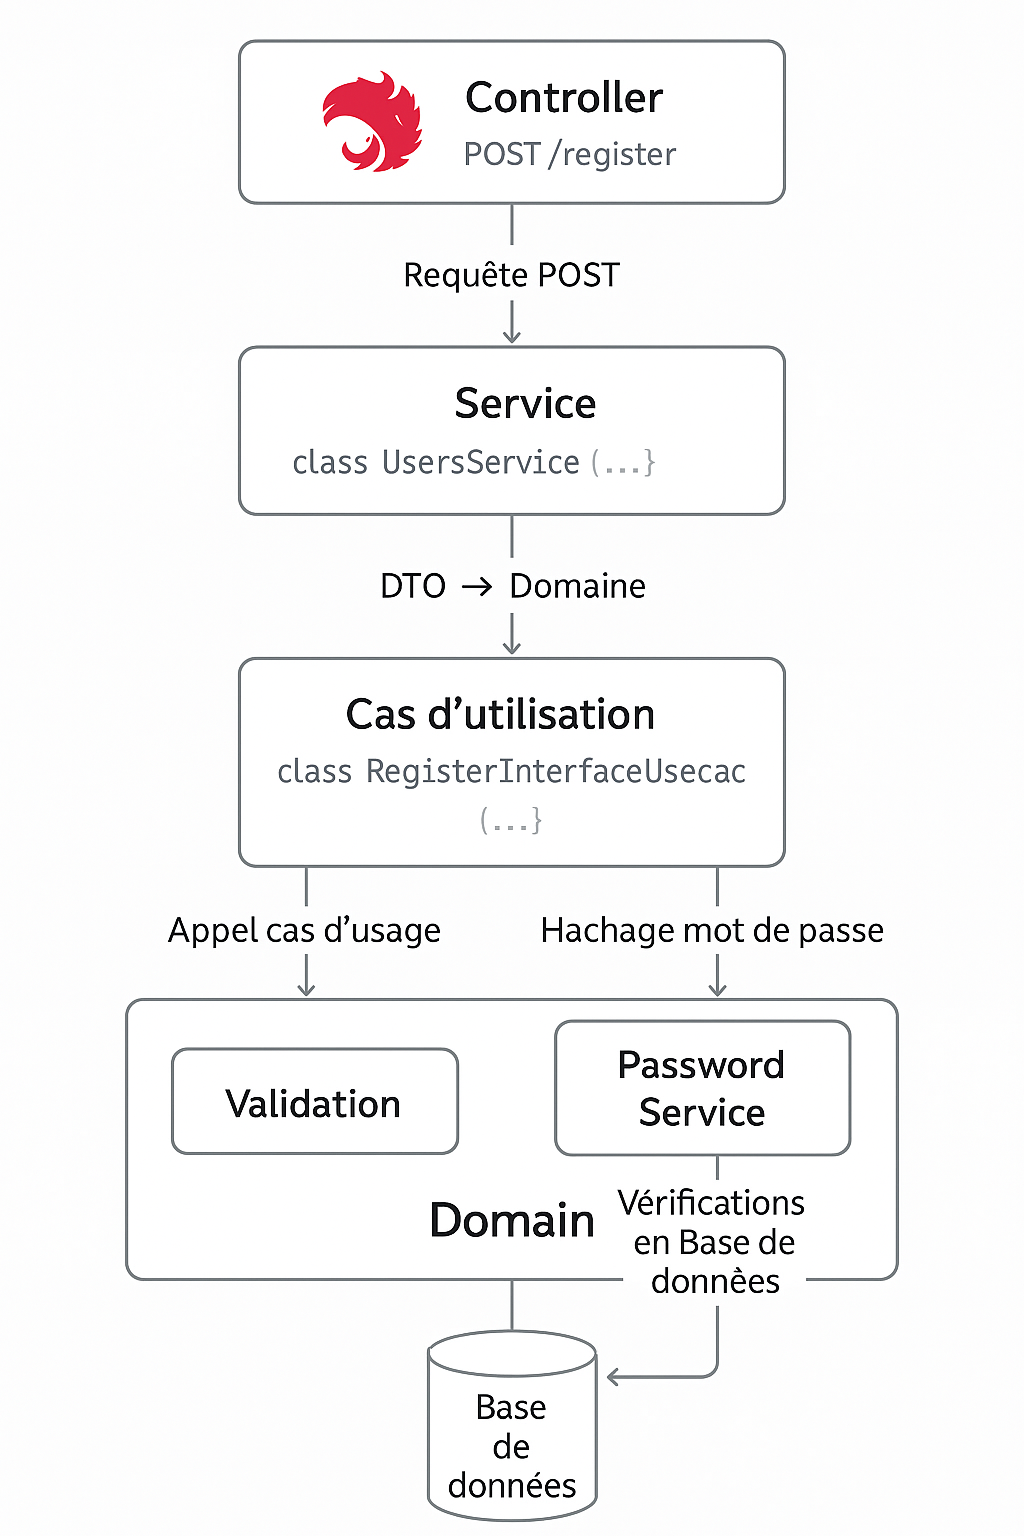 Controller
POST /register
Requête POST
Service
class UsersService (...}
DTO → Domaine
Cas d’utilisation
class RegisterInterfaceUsecac
(...}
Appel cas d’usage
Hachage mot de passe
Validation
Password
Service
Domain
Vérifications
en Base de
données
Base
de
données